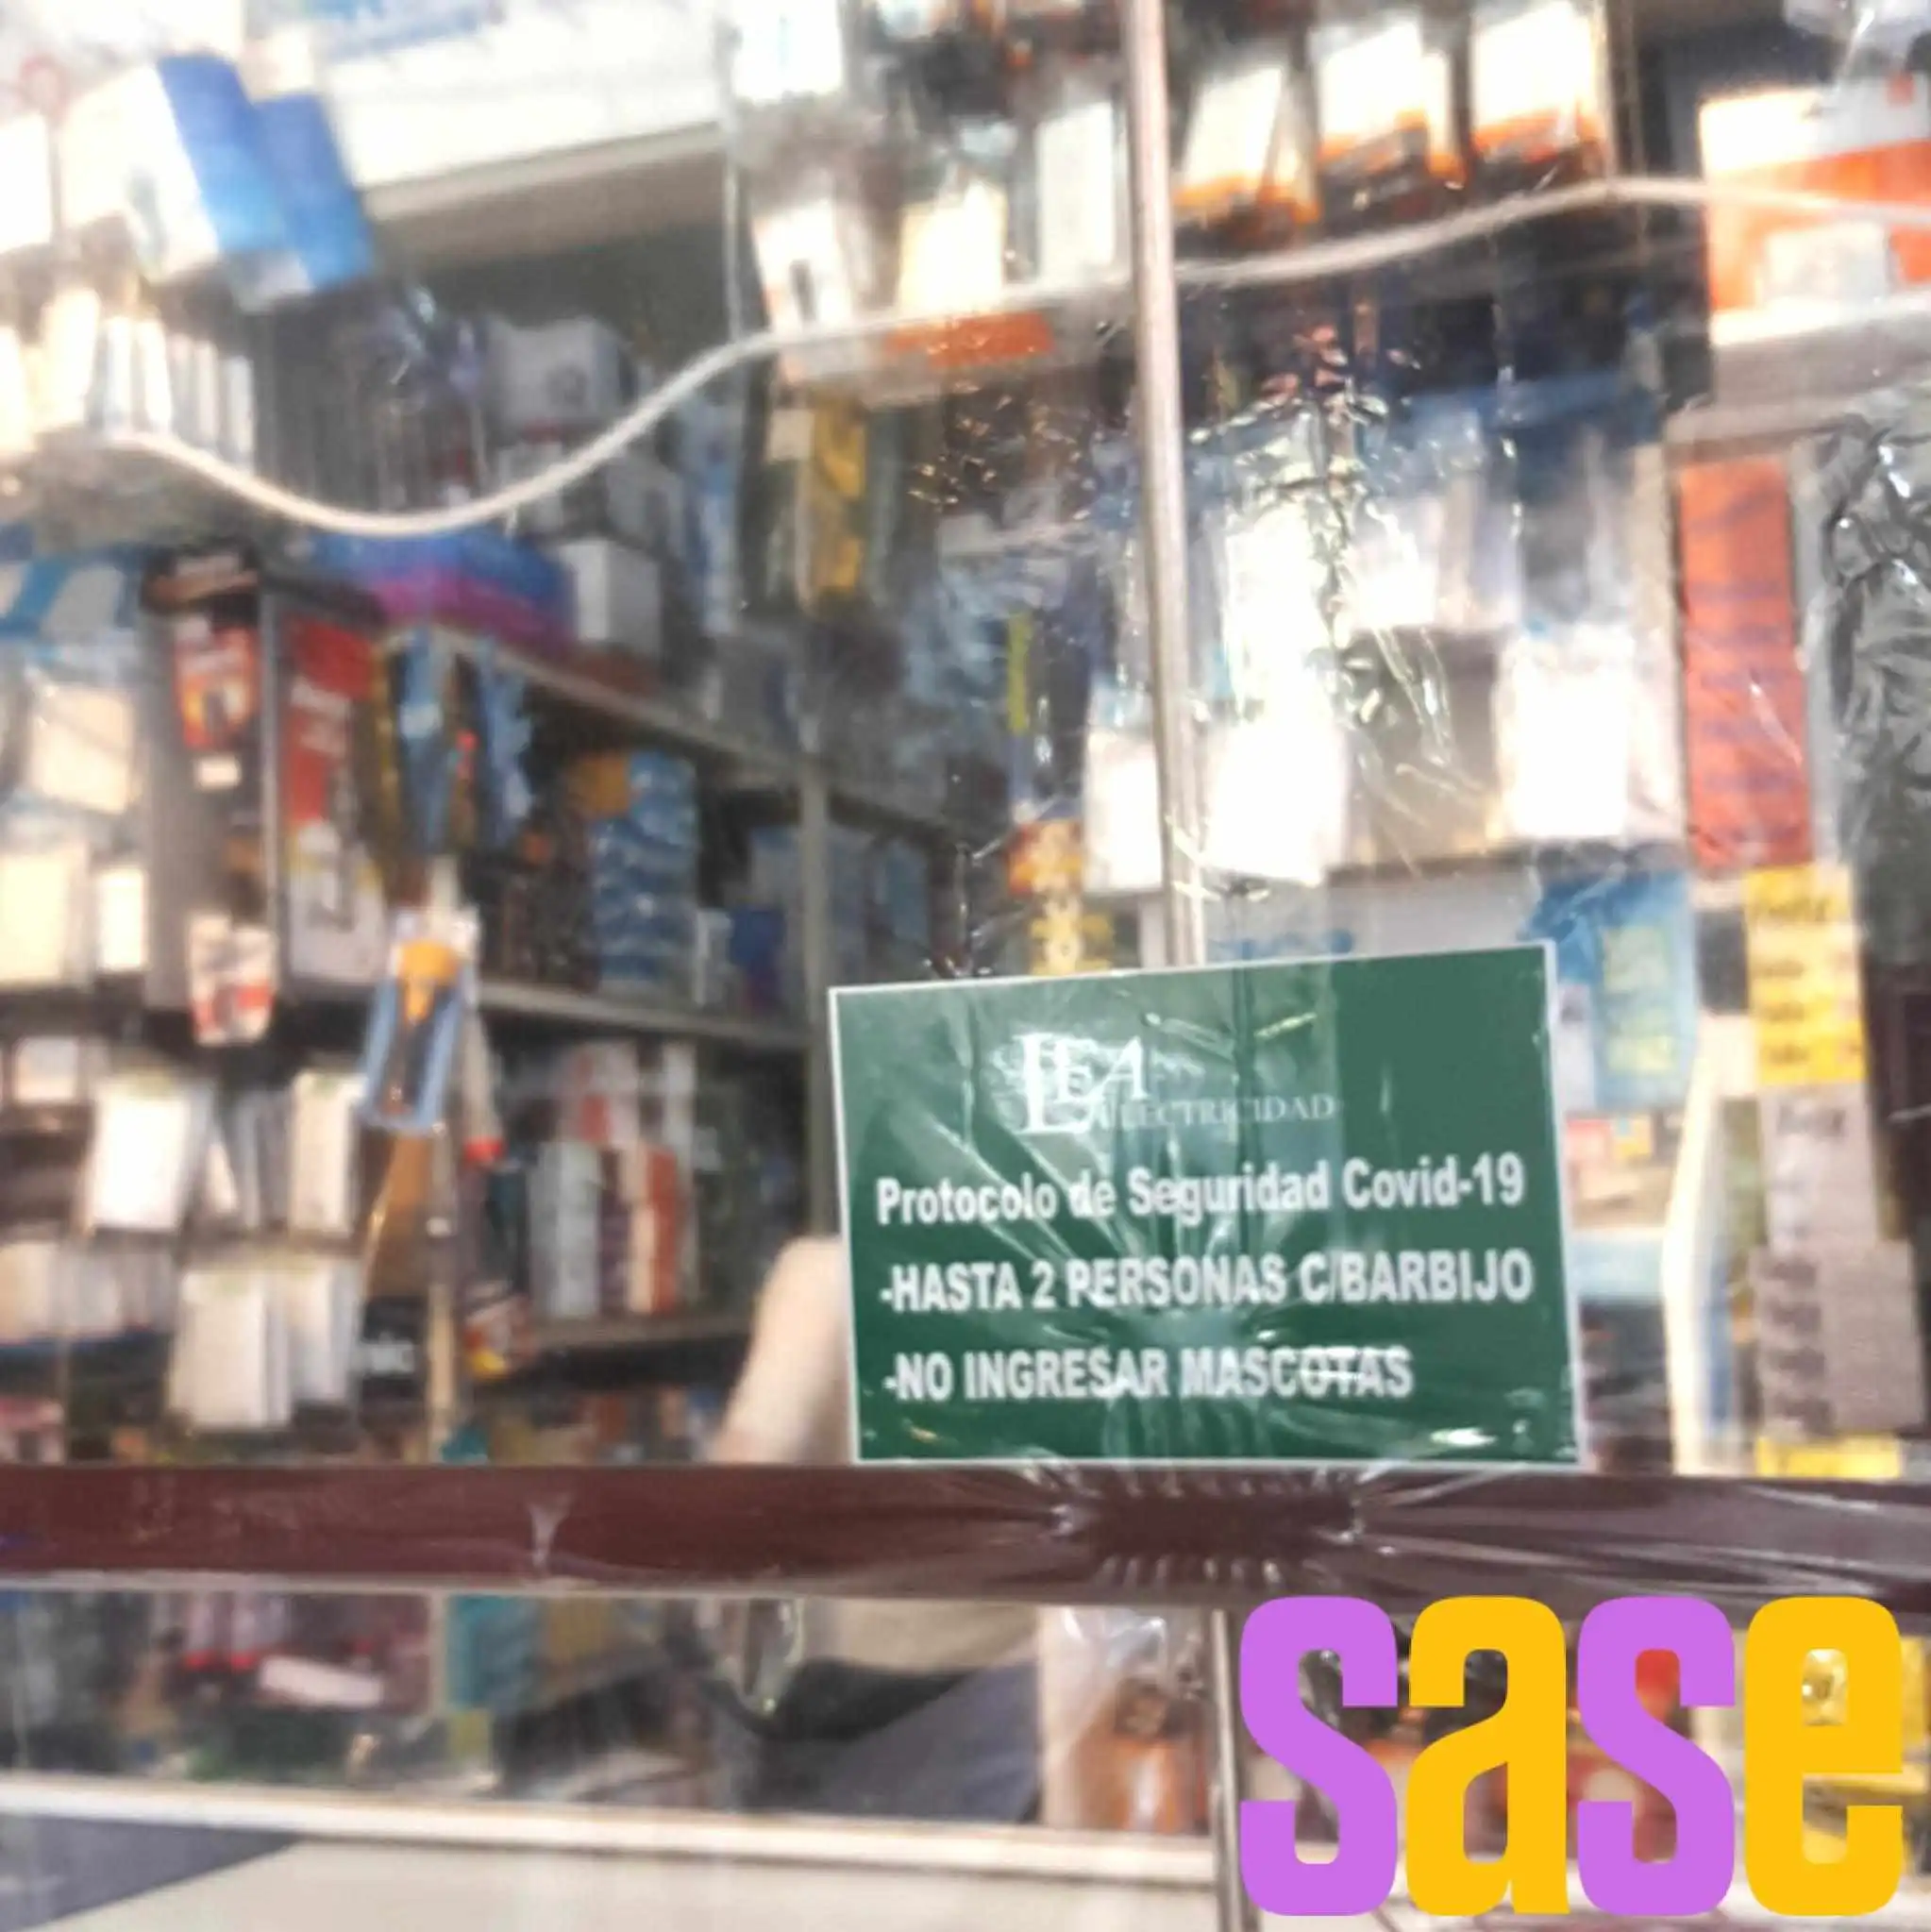 LEA
ELECTRICIDAD
Protocolo de Seguridad Covid-19
-HASTA 2 PERSONAS C/BARBIJO
-NO INGRESAR MASCOTAS
sase